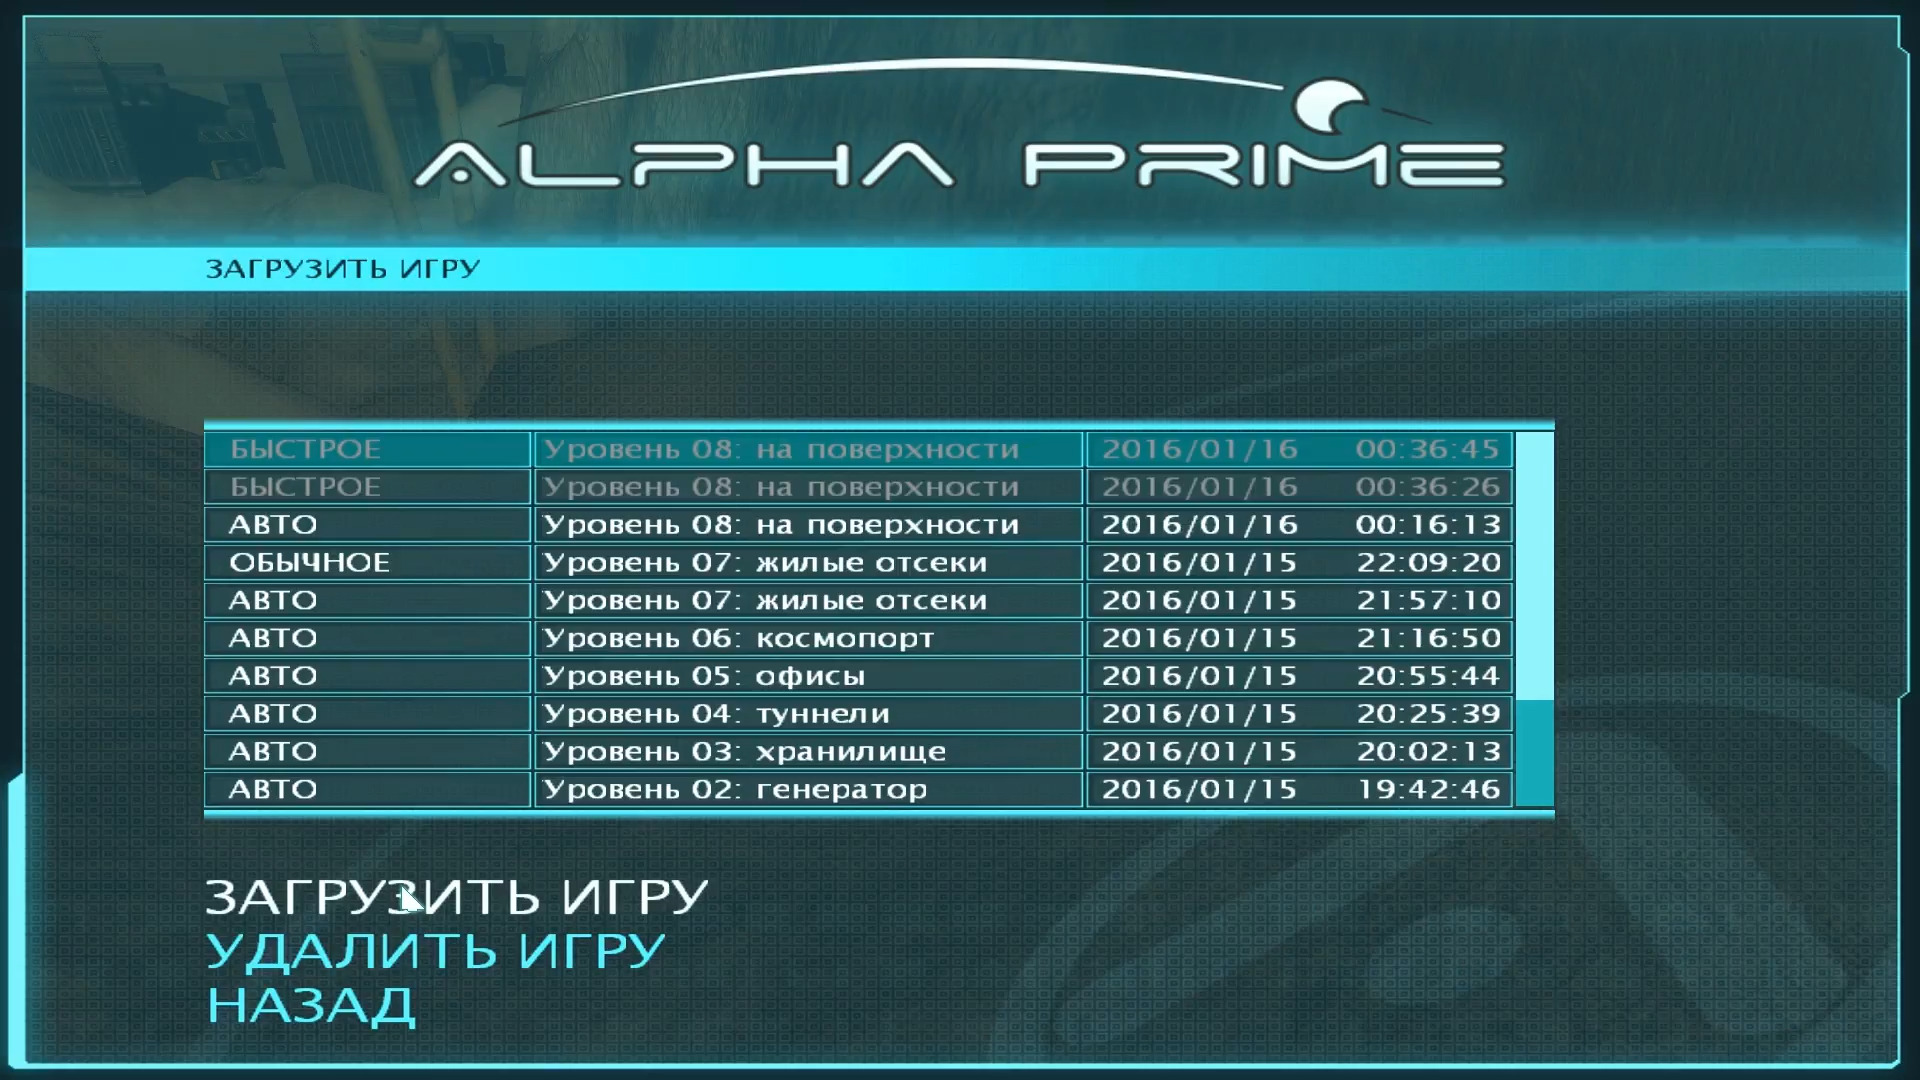 ALPHA PRIME
ЗАГРУЗИТЬ ИГРУ
БЫСТРОЕ Уровень 08: на поверхности 2016/01/16 00:36:45
БЫСТРОЕ Уровень 08: на поверхности 2016/01/16 00:36:26
АВТО Уровень 08: на поверхности 2016/01/16 00:16:13
ОБЫЧНОЕ Уровень 07: жилые отсеки 2016/01/15 22:09:20
АВТО Уровень 07: жилые отсеки 2016/01/15 21:57:10
АВТО Уровень 06: космопорт 2016/01/15 21:16:50
АВТО Уровень 05: офисы 2016/01/15 20:55:44
АВТО Уровень 04: туннели 2016/01/15 20:25:39
АВТО Уровень 03: хранилище 2016/01/15 20:02:13
АВТО Уровень 02: генератор 2016/01/15 19:42:46
ЗАГРУЗИТЬ ИГРУ
УДАЛИТЬ ИГРУ
НАЗАД